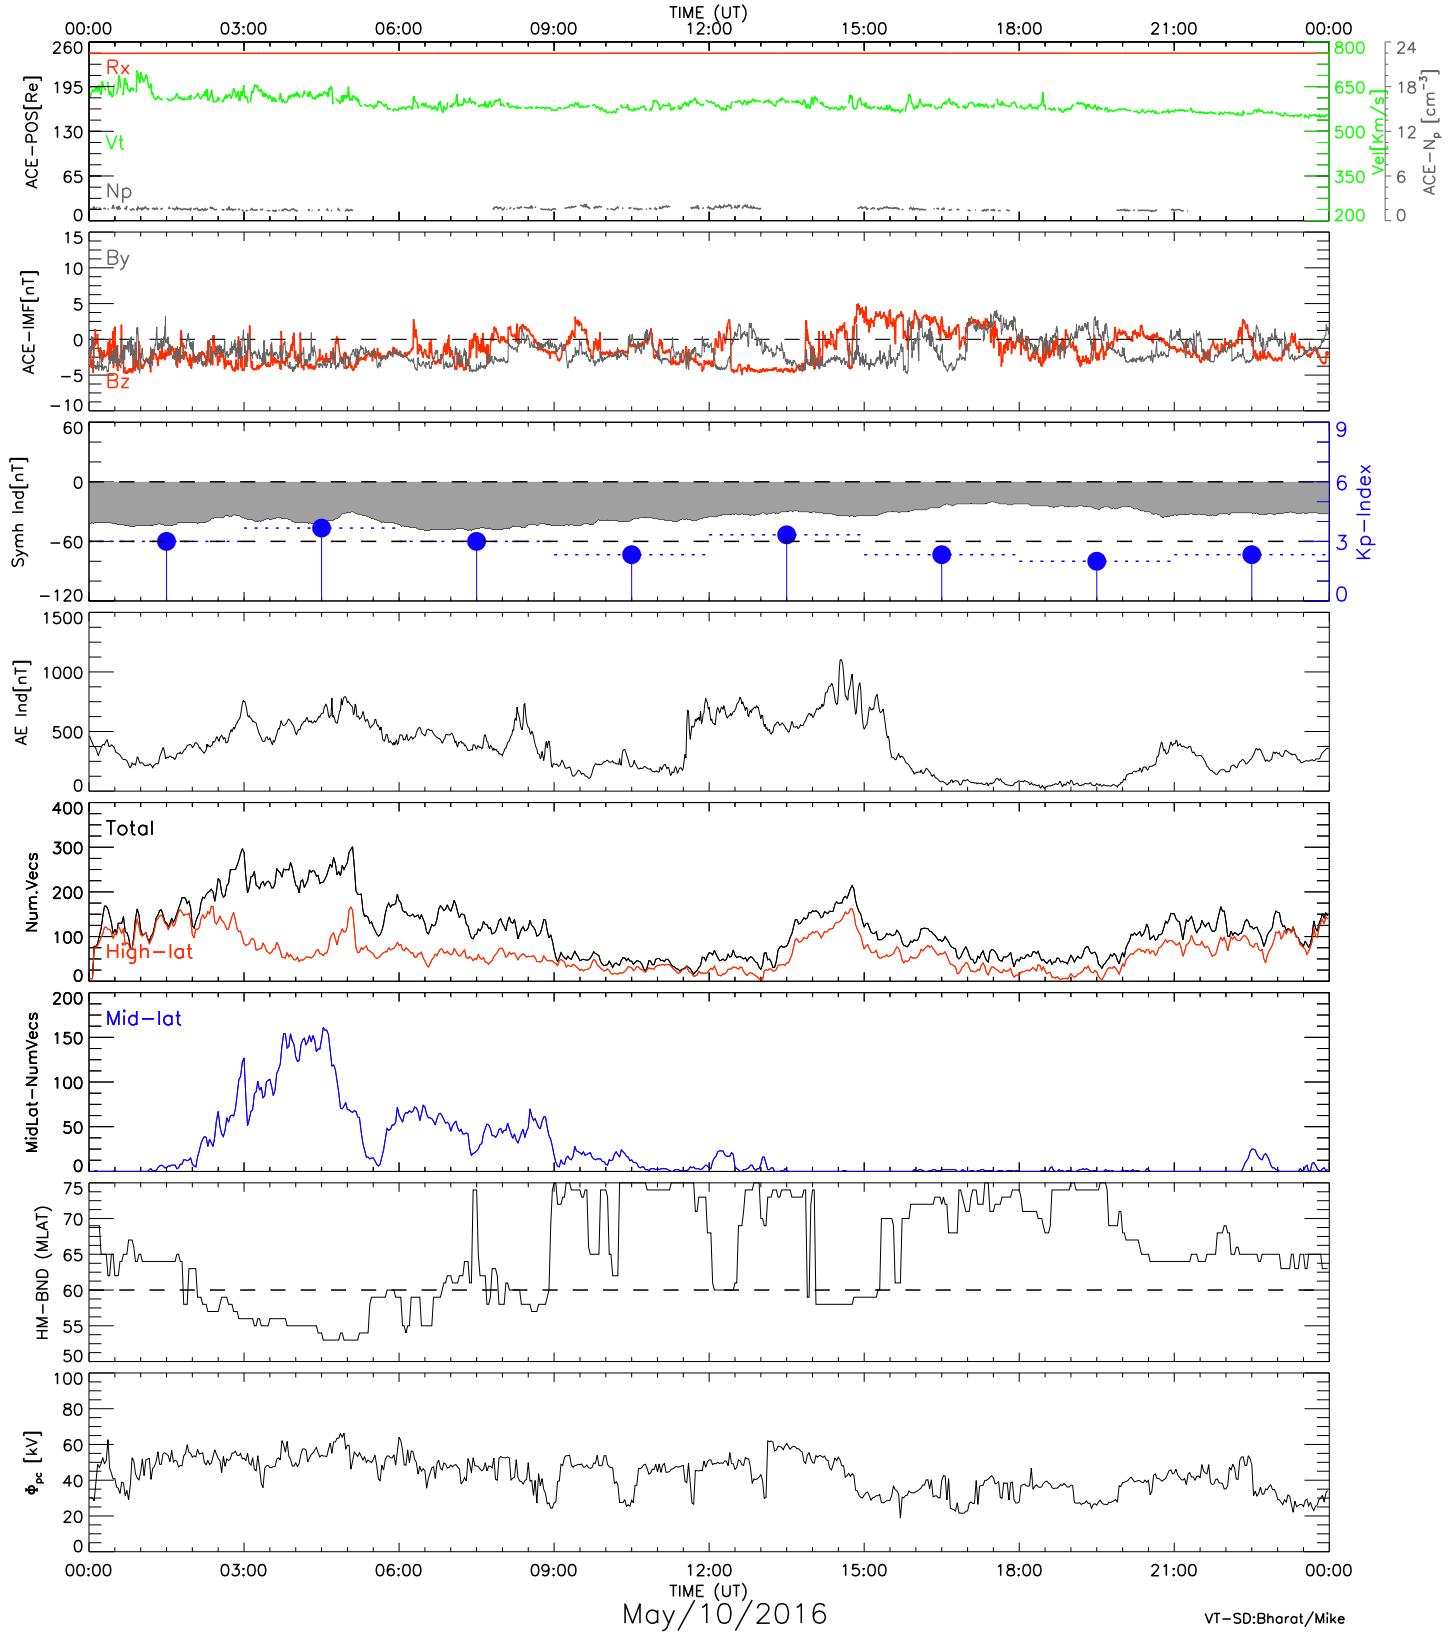 TIME (UT)
00:00 03:00 06:00 09:00 12:00 15:00 18:00 21:00 00:00
260 195 130 65 0
ACE-POS[Re]
Rx
Vt
Np
800 650 500 350 200
Vel[Km/s]
24 18 12 6 0
ACE-Np [cm-3]
15 10 5 0 -5 -10
ACE-IMF[nT]
By
Bz
60 0 -60 -120
Symh Ind[nT]
9 6 3 0
Kp-Index
1500 1000 500 0
AE Ind[nT]
400 300 200 100 0
Num.Vecs
Total
High-lat
200 150 100 50 0
MidLat-NumVecs
Mid-lat
75 70 65 60 55 50
HM-BND (MLAT)
100 80 60 40 20 0
Φpc [kV]
00:00 03:00 06:00 09:00 12:00 15:00 18:00 21:00 00:00
TIME (UT)
May/10/2016
VT-SD:Bharat/Mike